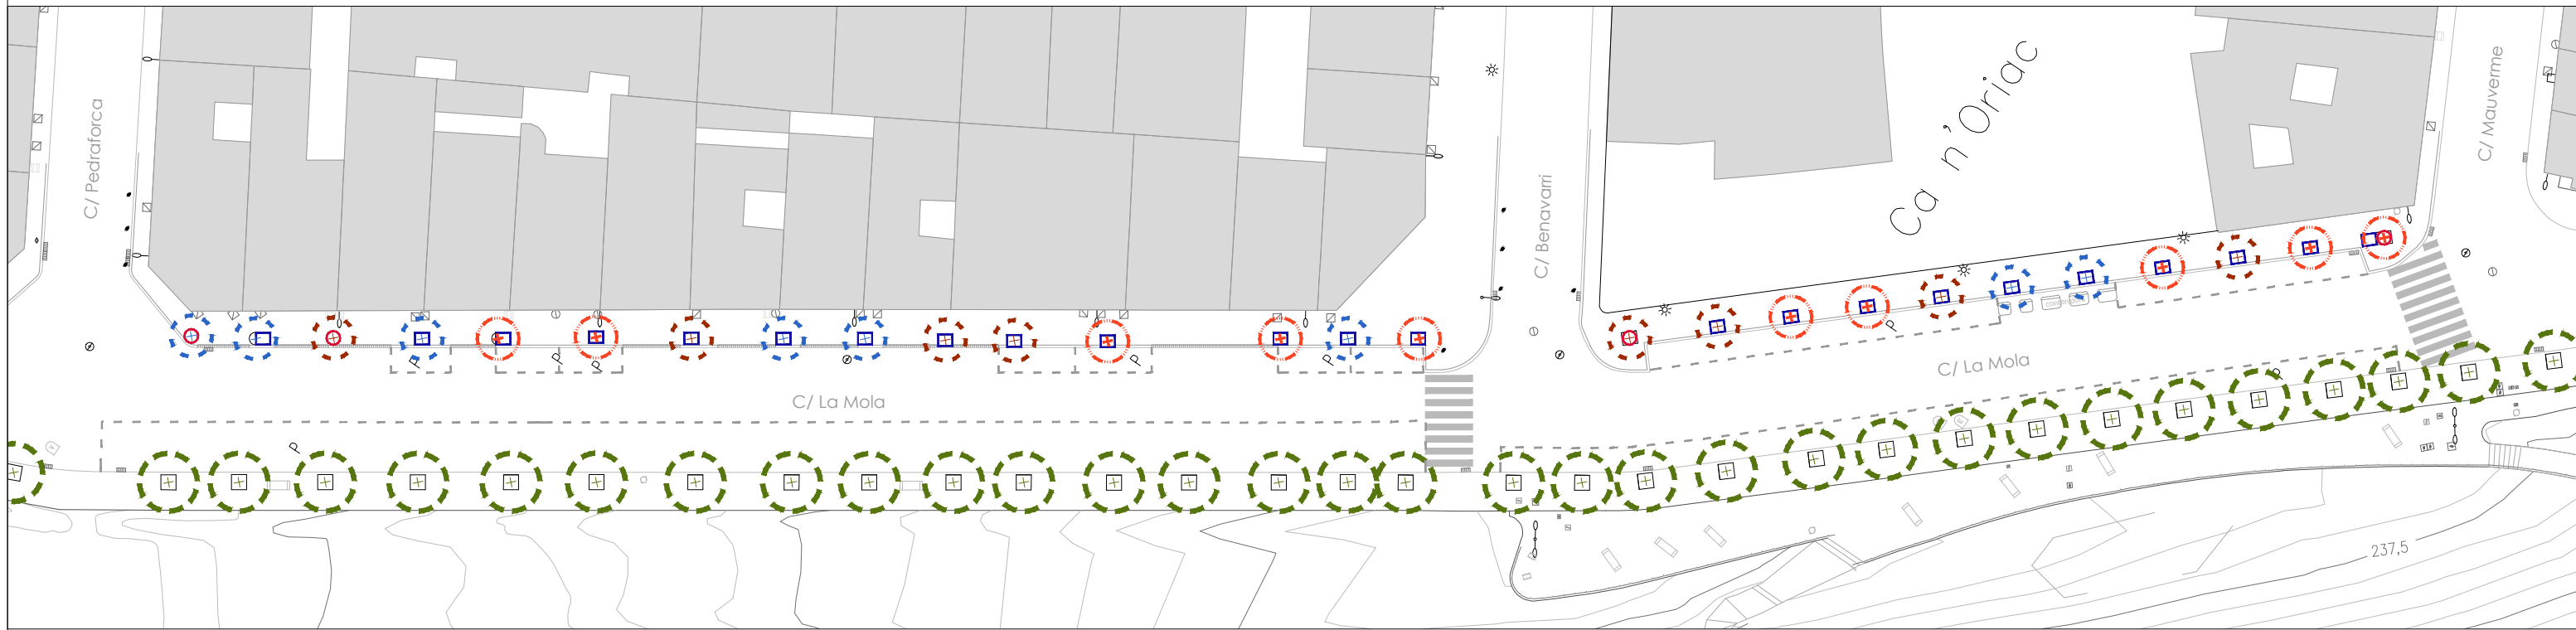 C/ Pedraforca
C/ Benavarri
Ca n'Oriac
C/ Mauverme
P
P
P
P
P
P
C/ La Mola
C/ La Mola
P
P
237,5